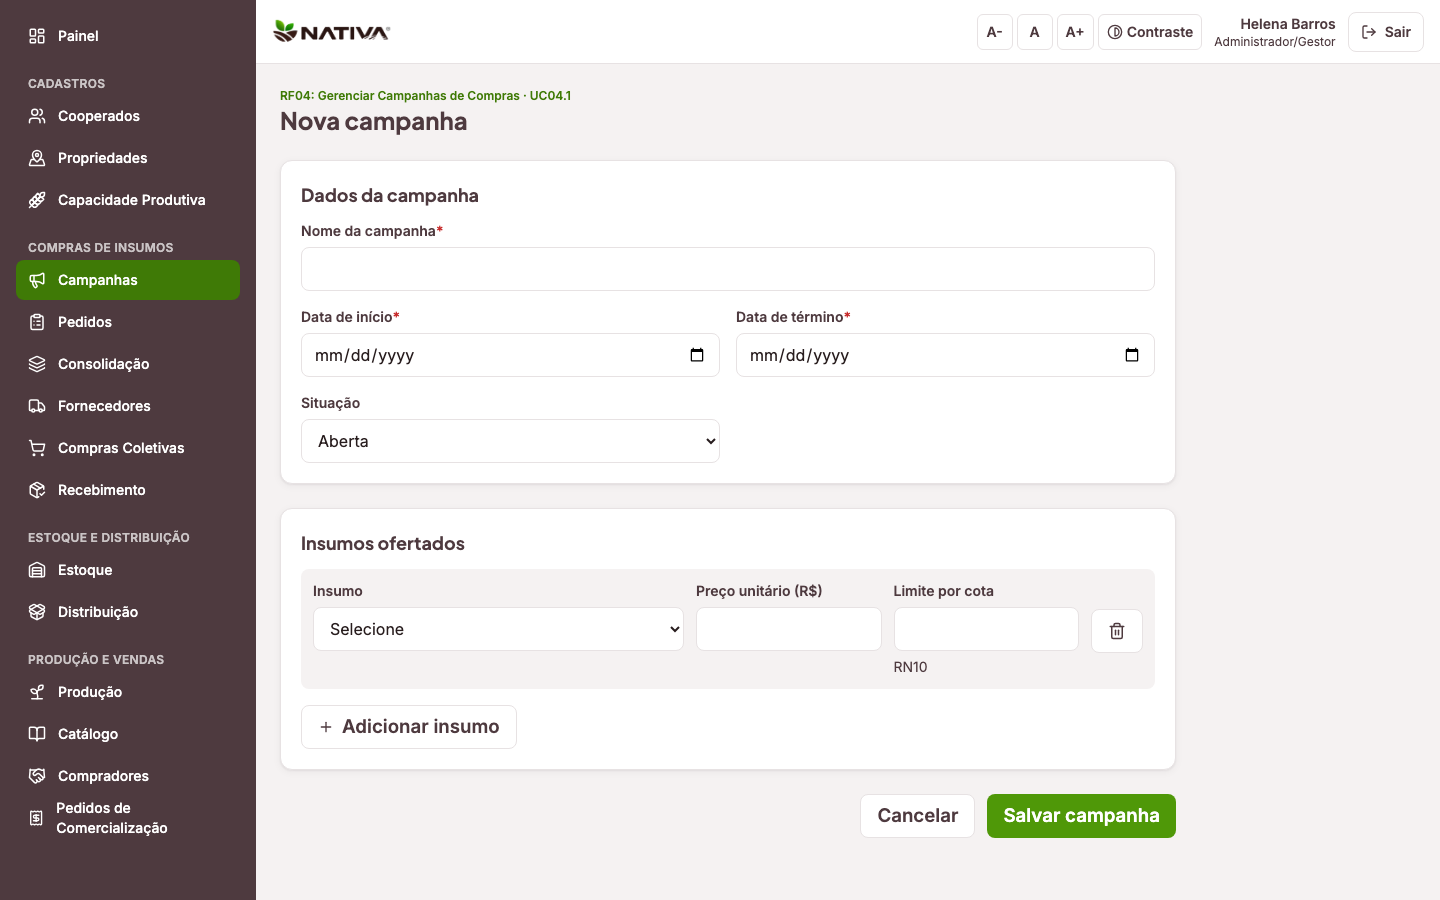 Painel
CADASTROS
Cooperados
Propriedades
Capacidade Produtiva
COMPRAS DE INSUMOS
Campanhas
Pedidos
Consolidação
Fornecedores
Compras Coletivas
Recebimento
ESTOQUE E DISTRIBUIÇÃO
Estoque
Distribuição
PRODUÇÃO E VENDAS
Produção
Catálogo
Compradores
Pedidos de
Comercialização
NATIVA
A- A A+ Contraste
Helena Barros
Administrador/Gestor
Sair
RF04: Gerenciar Campanhas de Compras · UC04.1
Nova campanha
Dados da campanha
Nome da campanha*
Data de início* Data de término*
mm/dd/yyyy mm/dd/yyyy
Situação
Aberta
Insumos ofertados
Insumo Preço unitário (R$) Limite por cota
Selecione
RN10
+ Adicionar insumo
Cancelar Salvar campanha